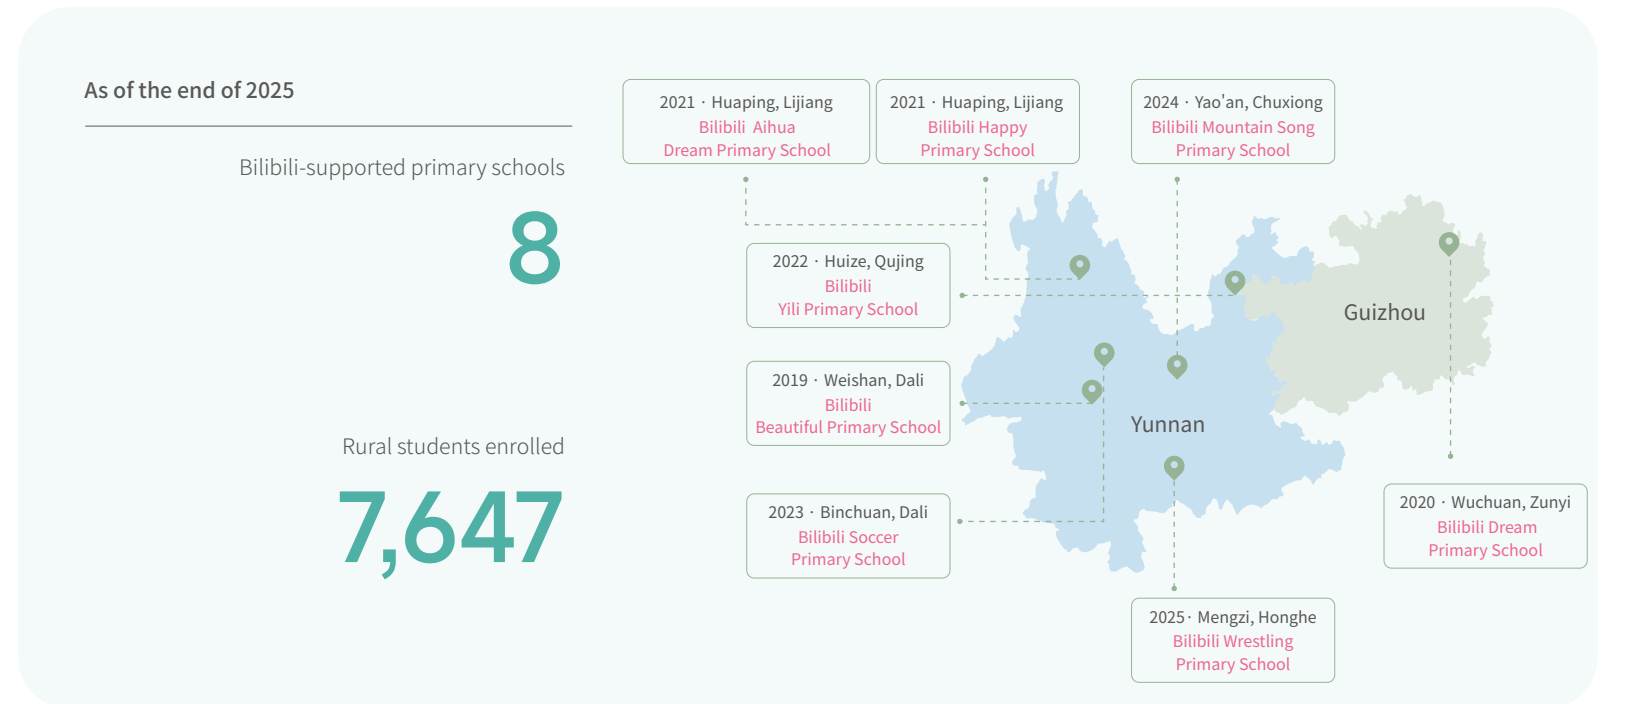 As of the end of 2025
Bilibili-supported primary schools
8
Rural students enrolled
7,647
2021 · Huaping, Lijiang
Bilibili Aihua
Dream Primary School
2021 · Huaping, Lijiang
Bilibili Happy
Primary School
2024 · Yao'an, Chuxiong
Bilibili Mountain Song
Primary School
2022 · Huize, Qujing
Bilibili
Yili Primary School
2019 · Weishan, Dali
Bilibili
Beautiful Primary School
2023 · Binchuan, Dali
Bilibili Soccer
Primary School
Guizhou
Yunnan
2020 · Wuchuan, Zunyi
Bilibili Dream
Primary School
2025· Mengzi, Honghe
Bilibili Wrestling
Primary School